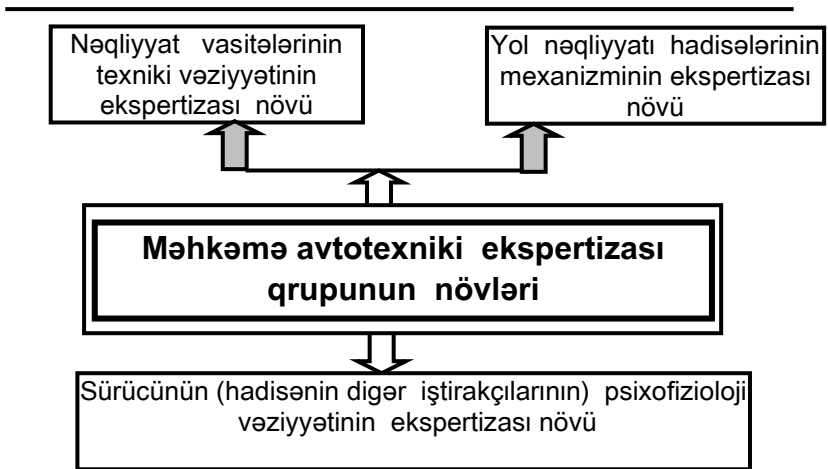 Nəqliyyat vasitələrinin
texniki vəziyyətinin
ekspertizası növü
Yol nəqliyyatı hadisələrinin
mexanizminin ekspertizası
növü
Məhkəmə avtotexniki ekspertizası
qrupunun növləri
Sürücünün (hadisənin digər iştirakçılarının) psixofizioloji
vəziyyətinin ekspertizası növü